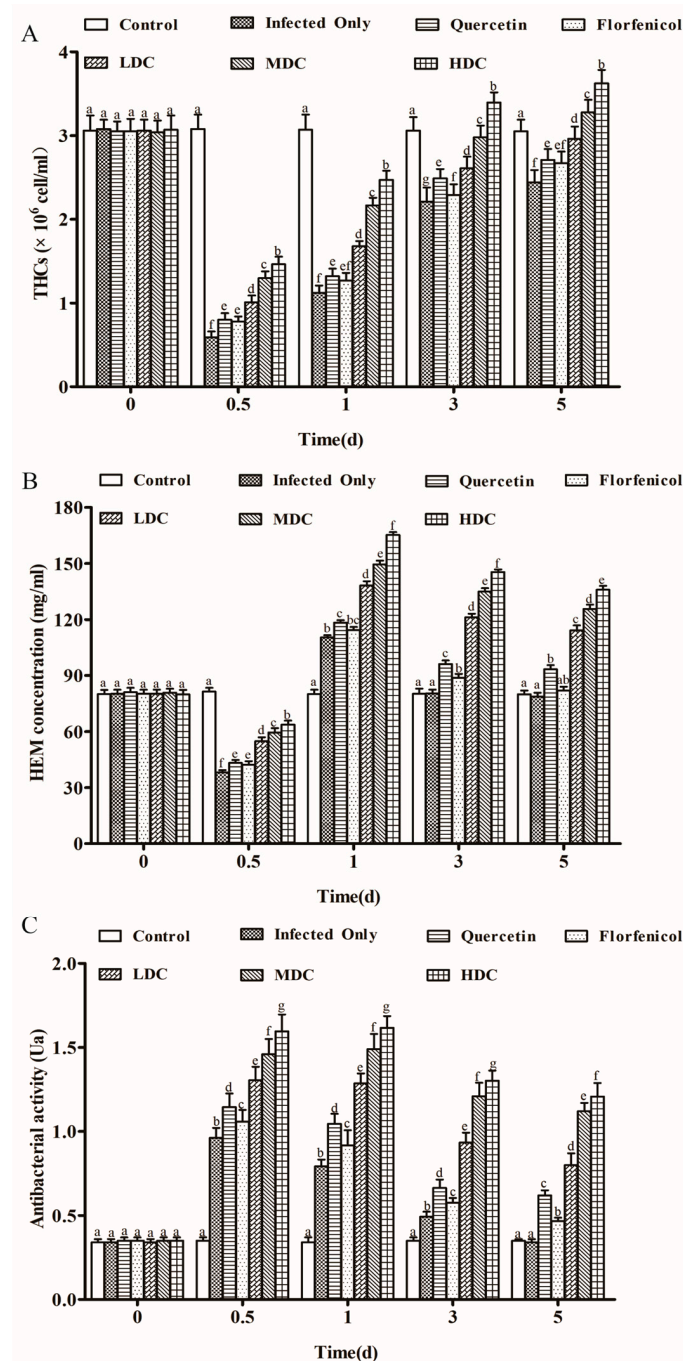 A
Control Infected Only Quercetin Florfenicol
LDC MDC HDC
THCs (× 10⁶ cell/ml)
4
3
2
1
0
a a a a a a a
a f e e d c b
a f e ef d c b
a g e f d c b
a f e ef d c b
0 0.5 1 3 5
Time(d)
B
Control Infected Only Quercetin Florfenicol
LDC MDC HDC
HEM concentration (mg/ml)
180
150
120
90
60
30
0
a a a a a a a
a f e e d c b
a b c bc d e f
a a c b d e f
a a b ab c d e
0 0.5 1 3 5
Time(d)
C
Control Infected Only Quercetin Florfenicol
LDC MDC HDC
Antibacterial activity (Ua)
2.0
1.5
1.0
0.5
0.0
a a a a a a a
a b d c e f g
a b d c e f g
a b d c e f g
a a c b d e f
0 0.5 1 3 5
Time(d)